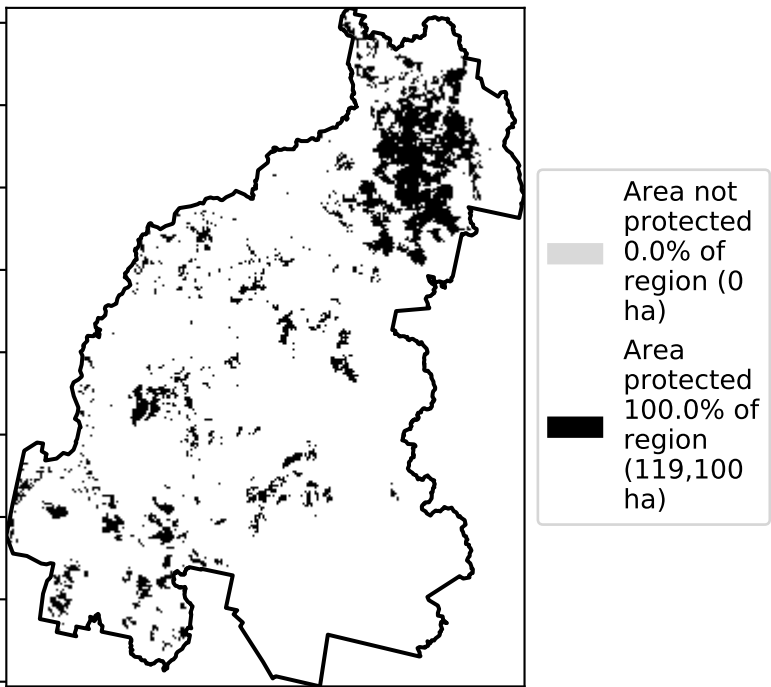 Area not
protected
0.0% of
region (0
ha)
Area
protected
100.0% of
region
(119,100
ha)